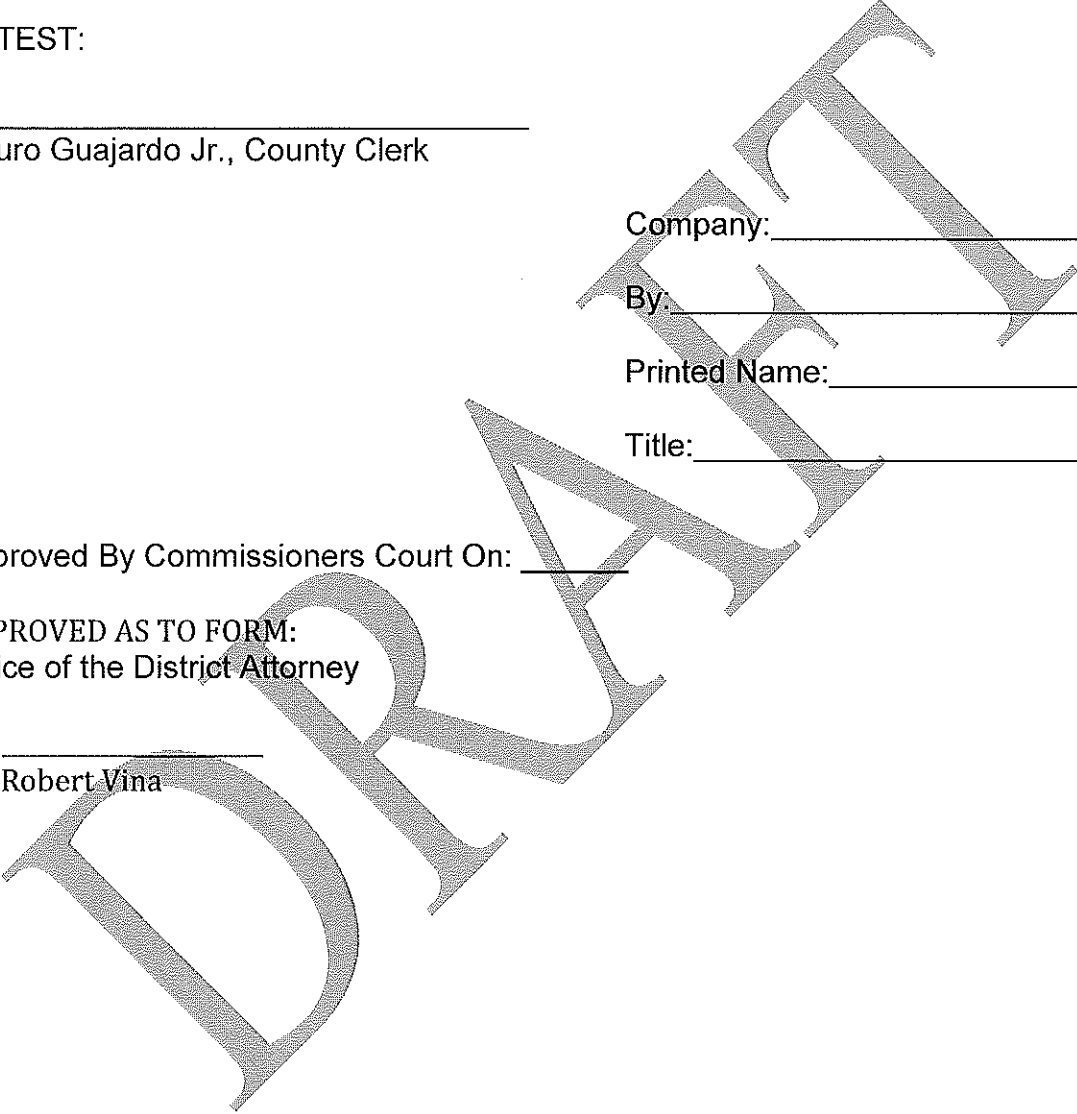 TEST:
uro Guajardo Jr., County Clerk
Company:
By:
Printed Name:
Title:
proved By Commissioners Court On:
PROVED AS TO FORM:
ice of the District Attorney
Robert Vina
DRAFT